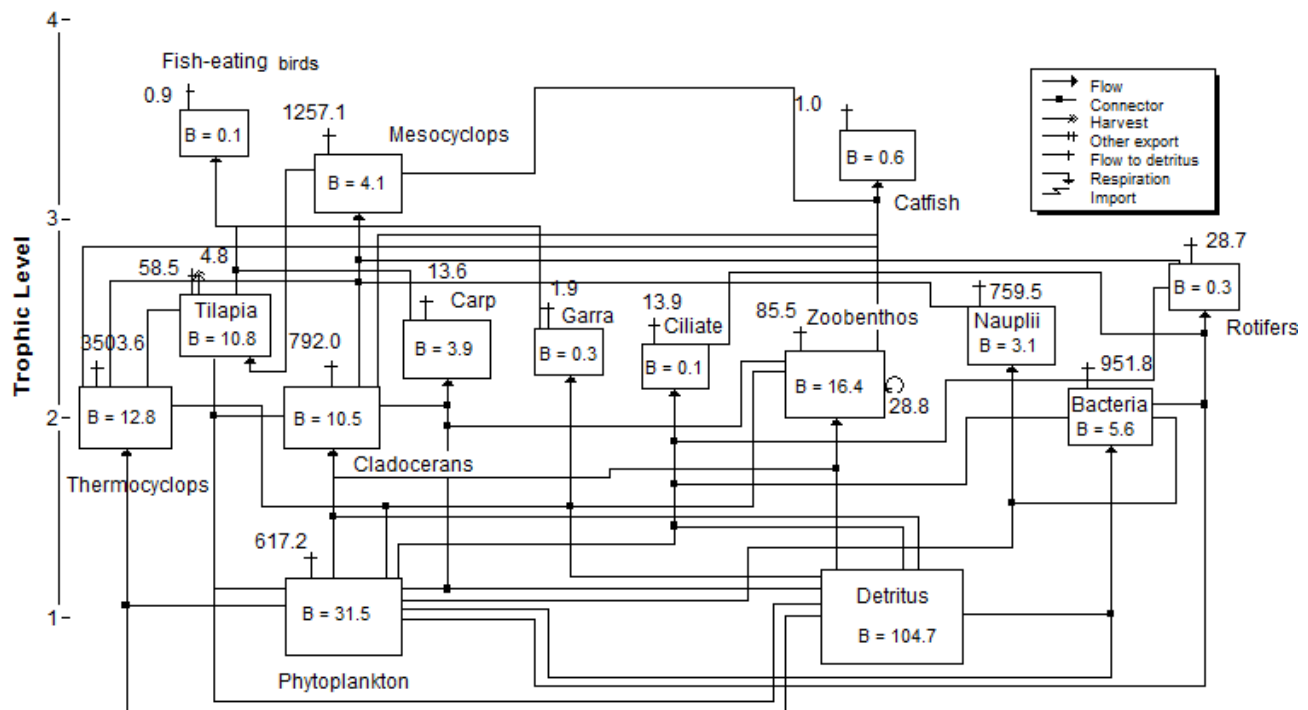 4
Fish-eating birds
0.9
1257.1
1.0
Flow
Connector
Harvest
Other export
Flow to detritus
Respiration
Import
B = 0.1
Mesocyclops
B = 0.6
B = 4.1
Catfish
3
28.7
Trophic Level
4.8
58.5
13.6
B = 0.3
Tilapia
Carp
1.9
13.9
85.5
759.5
B = 10.8
Garra
Ciliate
Zoobenthos
Nauplii
Rotifers
3503.6
792.0
B = 3.9
B = 0.3
B = 0.1
B = 3.1
951.8
B = 16.4
28.8
Bacteria
2
B = 12.8
B = 10.5
B = 5.6
Cladocerans
Thermocyclops
617.2
Detritus
1
B = 31.5
B = 104.7
Phytoplankton